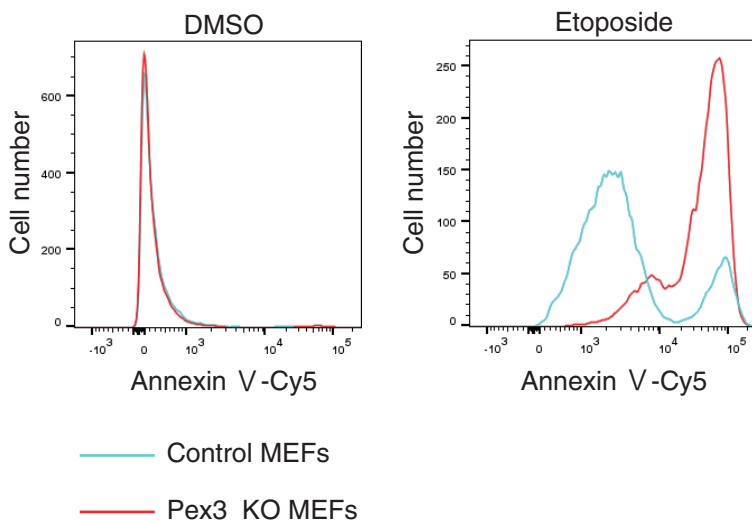 DMSO
Etoposide
Cell number
600
400
200
0
-10³ 0 10³ 10⁴ 10⁵
Annexin V-Cy5
Cell number
250
200
150
100
50
0
-10³ 0 10³ 10⁴ 10⁵
Annexin V-Cy5
Control MEFs
Pex3 KO MEFs